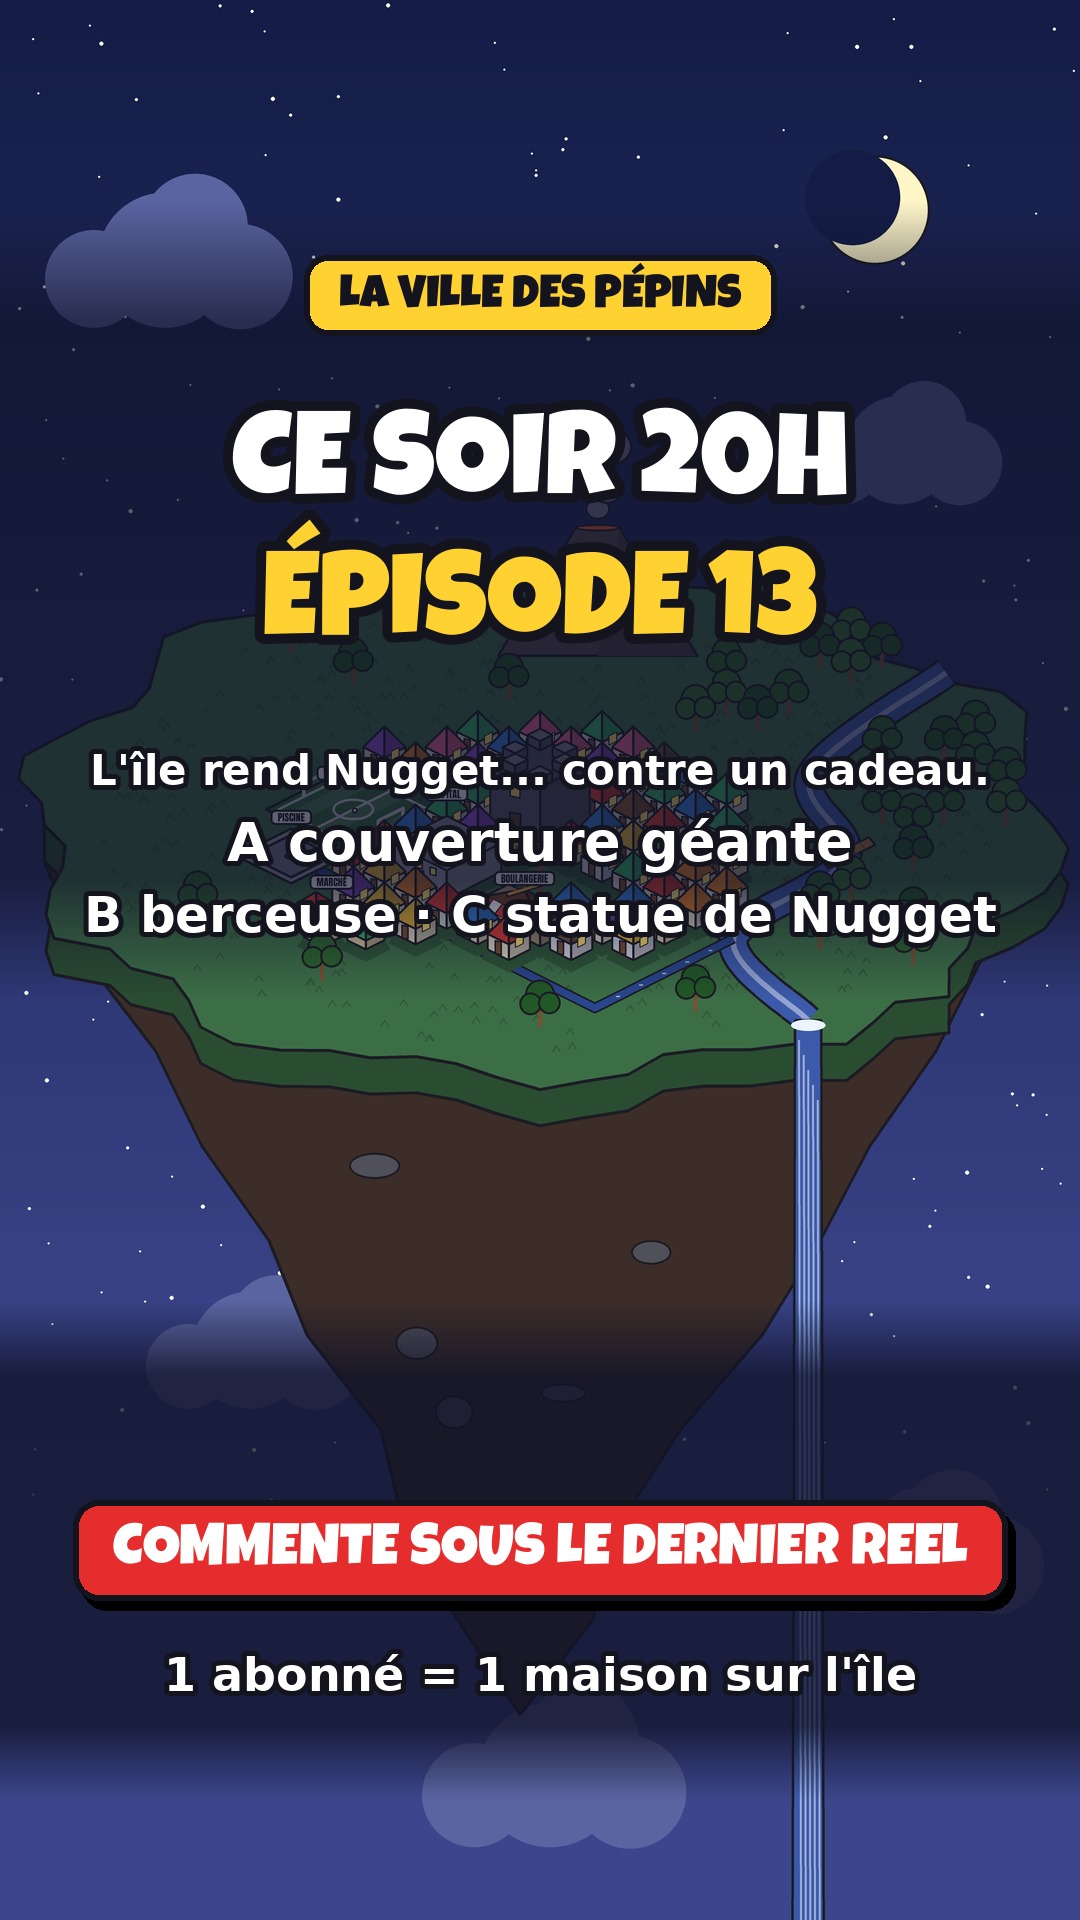 LA VILLE DES PÉPINS
CE SOIR 20H
ÉPISODE 13
L'île rend Nugget... contre un cadeau.
A couverture géante
B berceuse · C statue de Nugget
PISCINE
MARCHÉ
BOULANGERIE
COMMENTE SOUS LE DERNIER REEL
1 abonné = 1 maison sur l'île